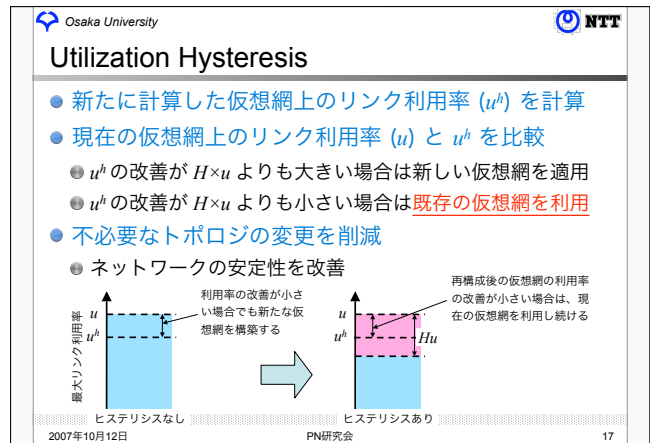 Osaka University
NTT
Utilization Hysteresis
新たに計算した仮想網上のリンク利用率 (uʰ) を計算
現在の仮想網上のリンク利用率 (u) と uʰ を比較
uʰ の改善が H×u よりも大きい場合は新しい仮想網を適用
uʰ の改善が H×u よりも小さい場合は既存の仮想網を利用
不必要なトポロジの変更を削減
ネットワークの安定性を改善
最大リンク利用率
u
uʰ
利用率の改善が小さ
い場合でも新たな仮
想網を構築する
ヒステリシスなし
u
uʰ
Hu
再構成後の仮想網の利用率
の改善が小さい場合は、現
在の仮想網を利用し続ける
ヒステリシスあり
2007年10月12日
PN研究会
17